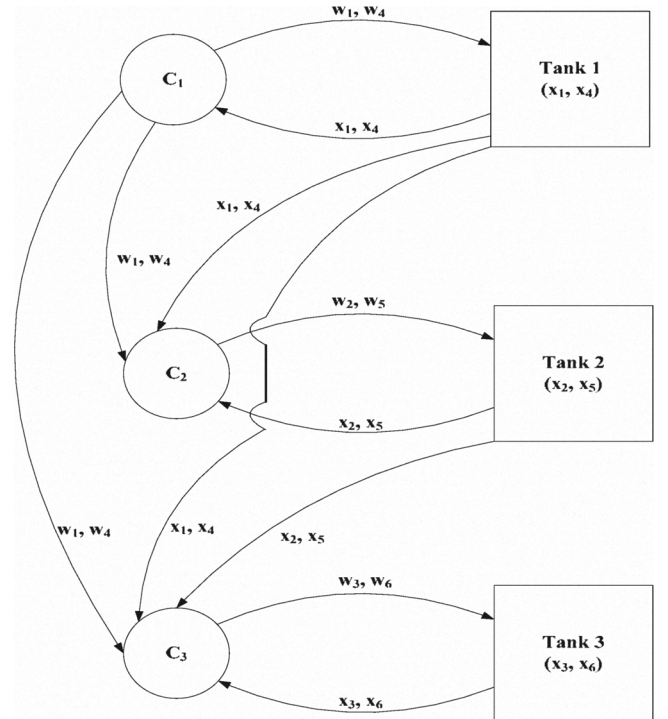 w₁, w₄
C₁
Tank 1
(x₁, x₄)
x₁, x₄
x₁, x₄
w₁, w₄
w₂, w₅
C₂
Tank 2
(x₂, x₅)
x₂, x₅
w₁, w₄
x₁, x₄
x₂, x₅
w₃, w₆
C₃
Tank 3
(x₃, x₆)
x₃, x₆